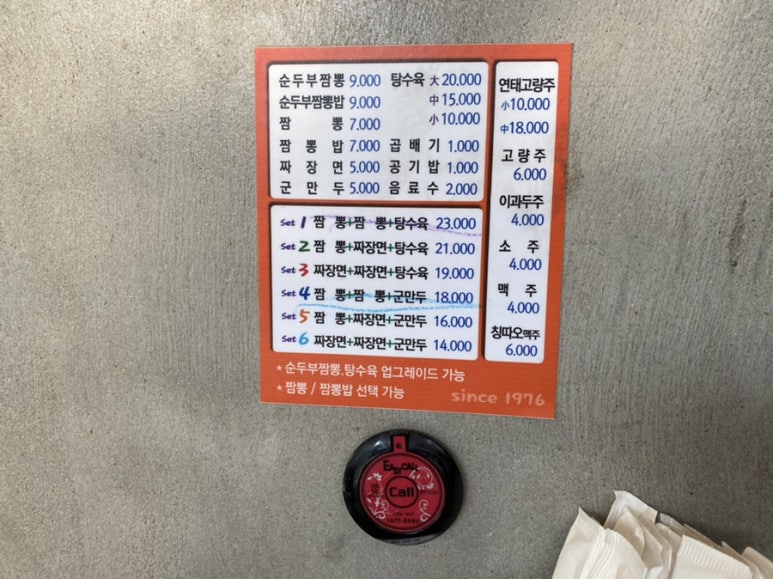 순두부짬뽕 9.000 탕수육 大 20.000
순두부짬뽕밥 9.000 中 15.000
짬 뽕 7.000 小 10.000
짬 뽕 밥 7.000 곱 배 기 1.000
짜 장 면 5.000 공 기 밥 1.000
군 만 두 5.000 음 료 수 2.000
Set 1 짬 뽕+짬 뽕+탕수육 23.000
Set 2 짬 뽕+짜장면+탕수육 21.000
Set 3 짜장면+짜장면+탕수육 19.000
Set 4 짬 뽕+짬 뽕+군만두 18.000
Set 5 짬 뽕+짜장면+군만두 16.000
Set 6 짜장면+짜장면+군만두 14.000
연태고량주
小10.000
中18.000
고 량 주
6.000
이과두주
4.000
소 주
4.000
맥 주
4.000
칭따오맥주
6.000
* 순두부짬뽕.탕수육 업그레이드 가능
* 짬뽕 / 짬뽕밥 선택 가능
since 1976
EASYCALL
Call